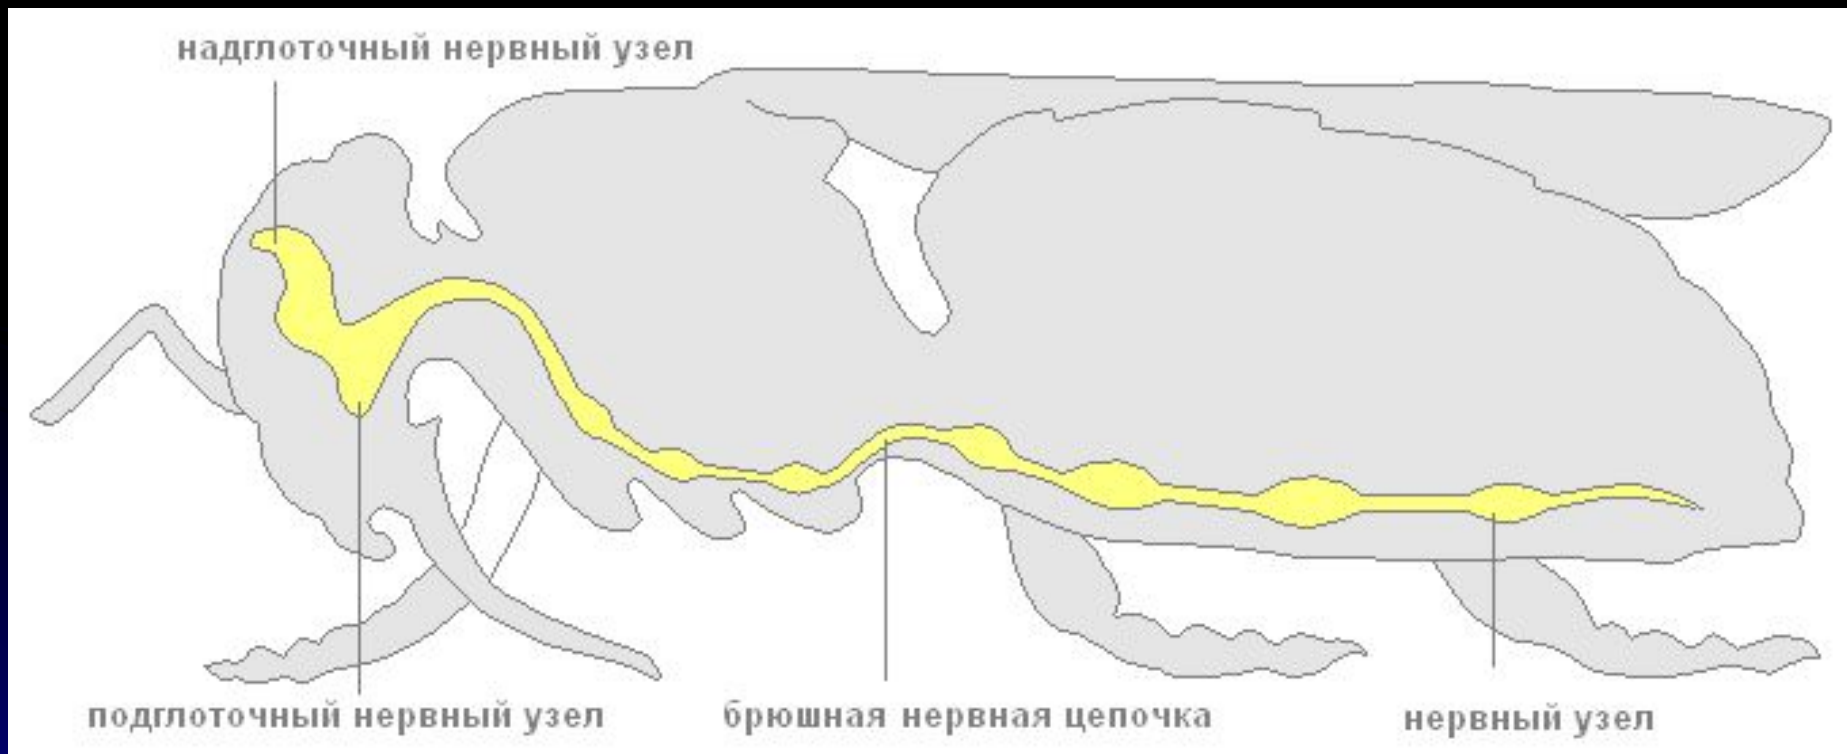 надглоточный нервный узел
подглоточный нервный узел
брюшная нервная цепочка
нервный узел